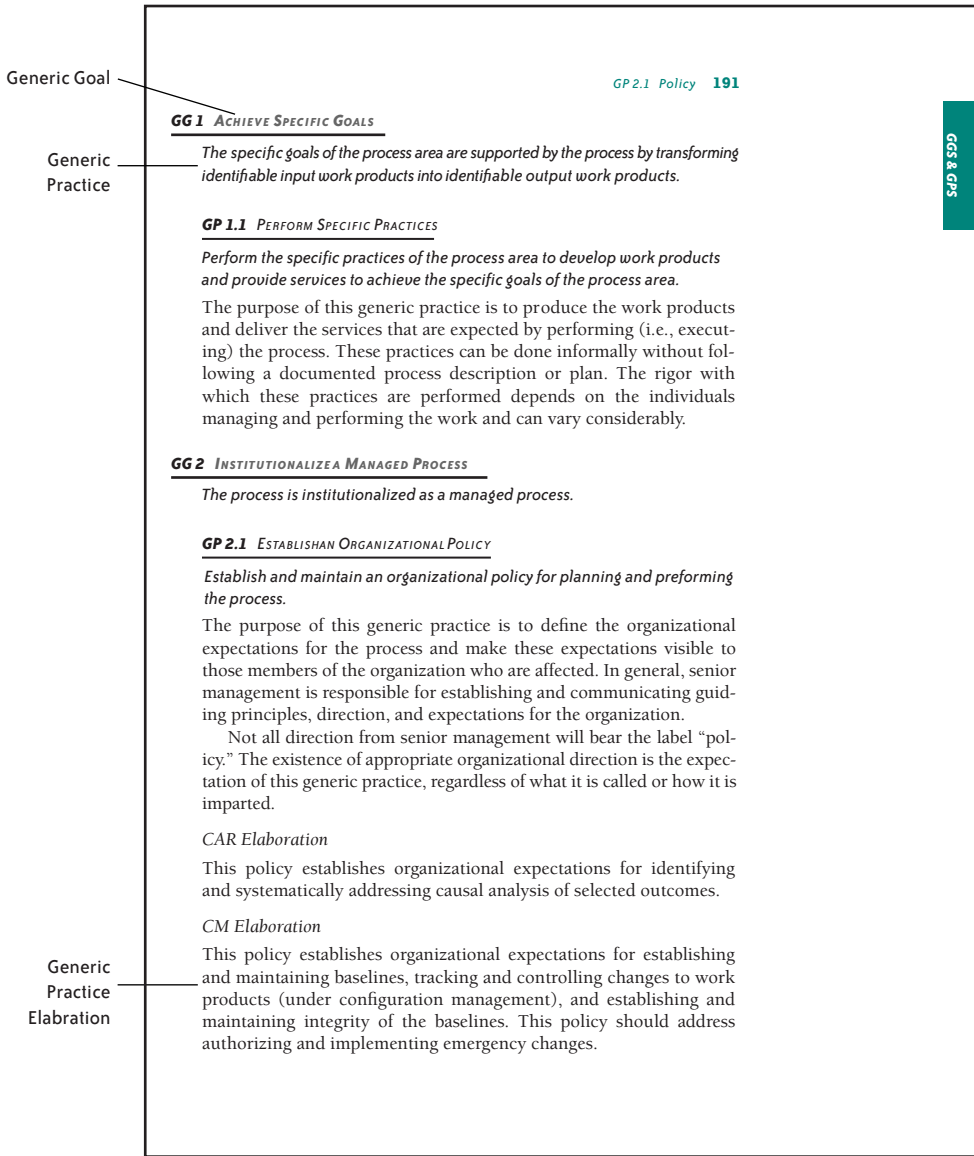 Generic Goal
GP 2.1 Policy 191
GG 1 ACHIEVE SPECIFIC GOALS
GGS & GPS
Generic
Practice
The specific goals of the process area are supported by the process by transforming
identifiable input work products into identifiable output work products.
GP 1.1 PERFORM SPECIFIC PRACTICES
Perform the specific practices of the process area to develop work products
and provide services to achieve the specific goals of the process area.
The purpose of this generic practice is to produce the work products
and deliver the services that are expected by performing (i.e., execut-
ing) the process. These practices can be done informally without fol-
lowing a documented process description or plan. The rigor with
which these practices are performed depends on the individuals
managing and performing the work and can vary considerably.
GG 2 INSTITUTIONALIZE A MANAGED PROCESS
The process is institutionalized as a managed process.
GP 2.1 ESTABLISH AN ORGANIZATIONAL POLICY
Establish and maintain an organizational policy for planning and preforming
the process.
The purpose of this generic practice is to define the organizational
expectations for the process and make these expectations visible to
those members of the organization who are affected. In general, senior
management is responsible for establishing and communicating guid-
ing principles, direction, and expectations for the organization.
Not all direction from senior management will bear the label “pol-
icy.” The existence of appropriate organizational direction is the expec-
tation of this generic practice, regardless of what it is called or how it is
imparted.
CAR Elaboration
This policy establishes organizational expectations for identifying
and systematically addressing causal analysis of selected outcomes.
CM Elaboration
This policy establishes organizational expectations for establishing
and maintaining baselines, tracking and controlling changes to work
products (under configuration management), and establishing and
maintaining integrity of the baselines. This policy should address
authorizing and implementing emergency changes.
Generic
Practice
Elabration